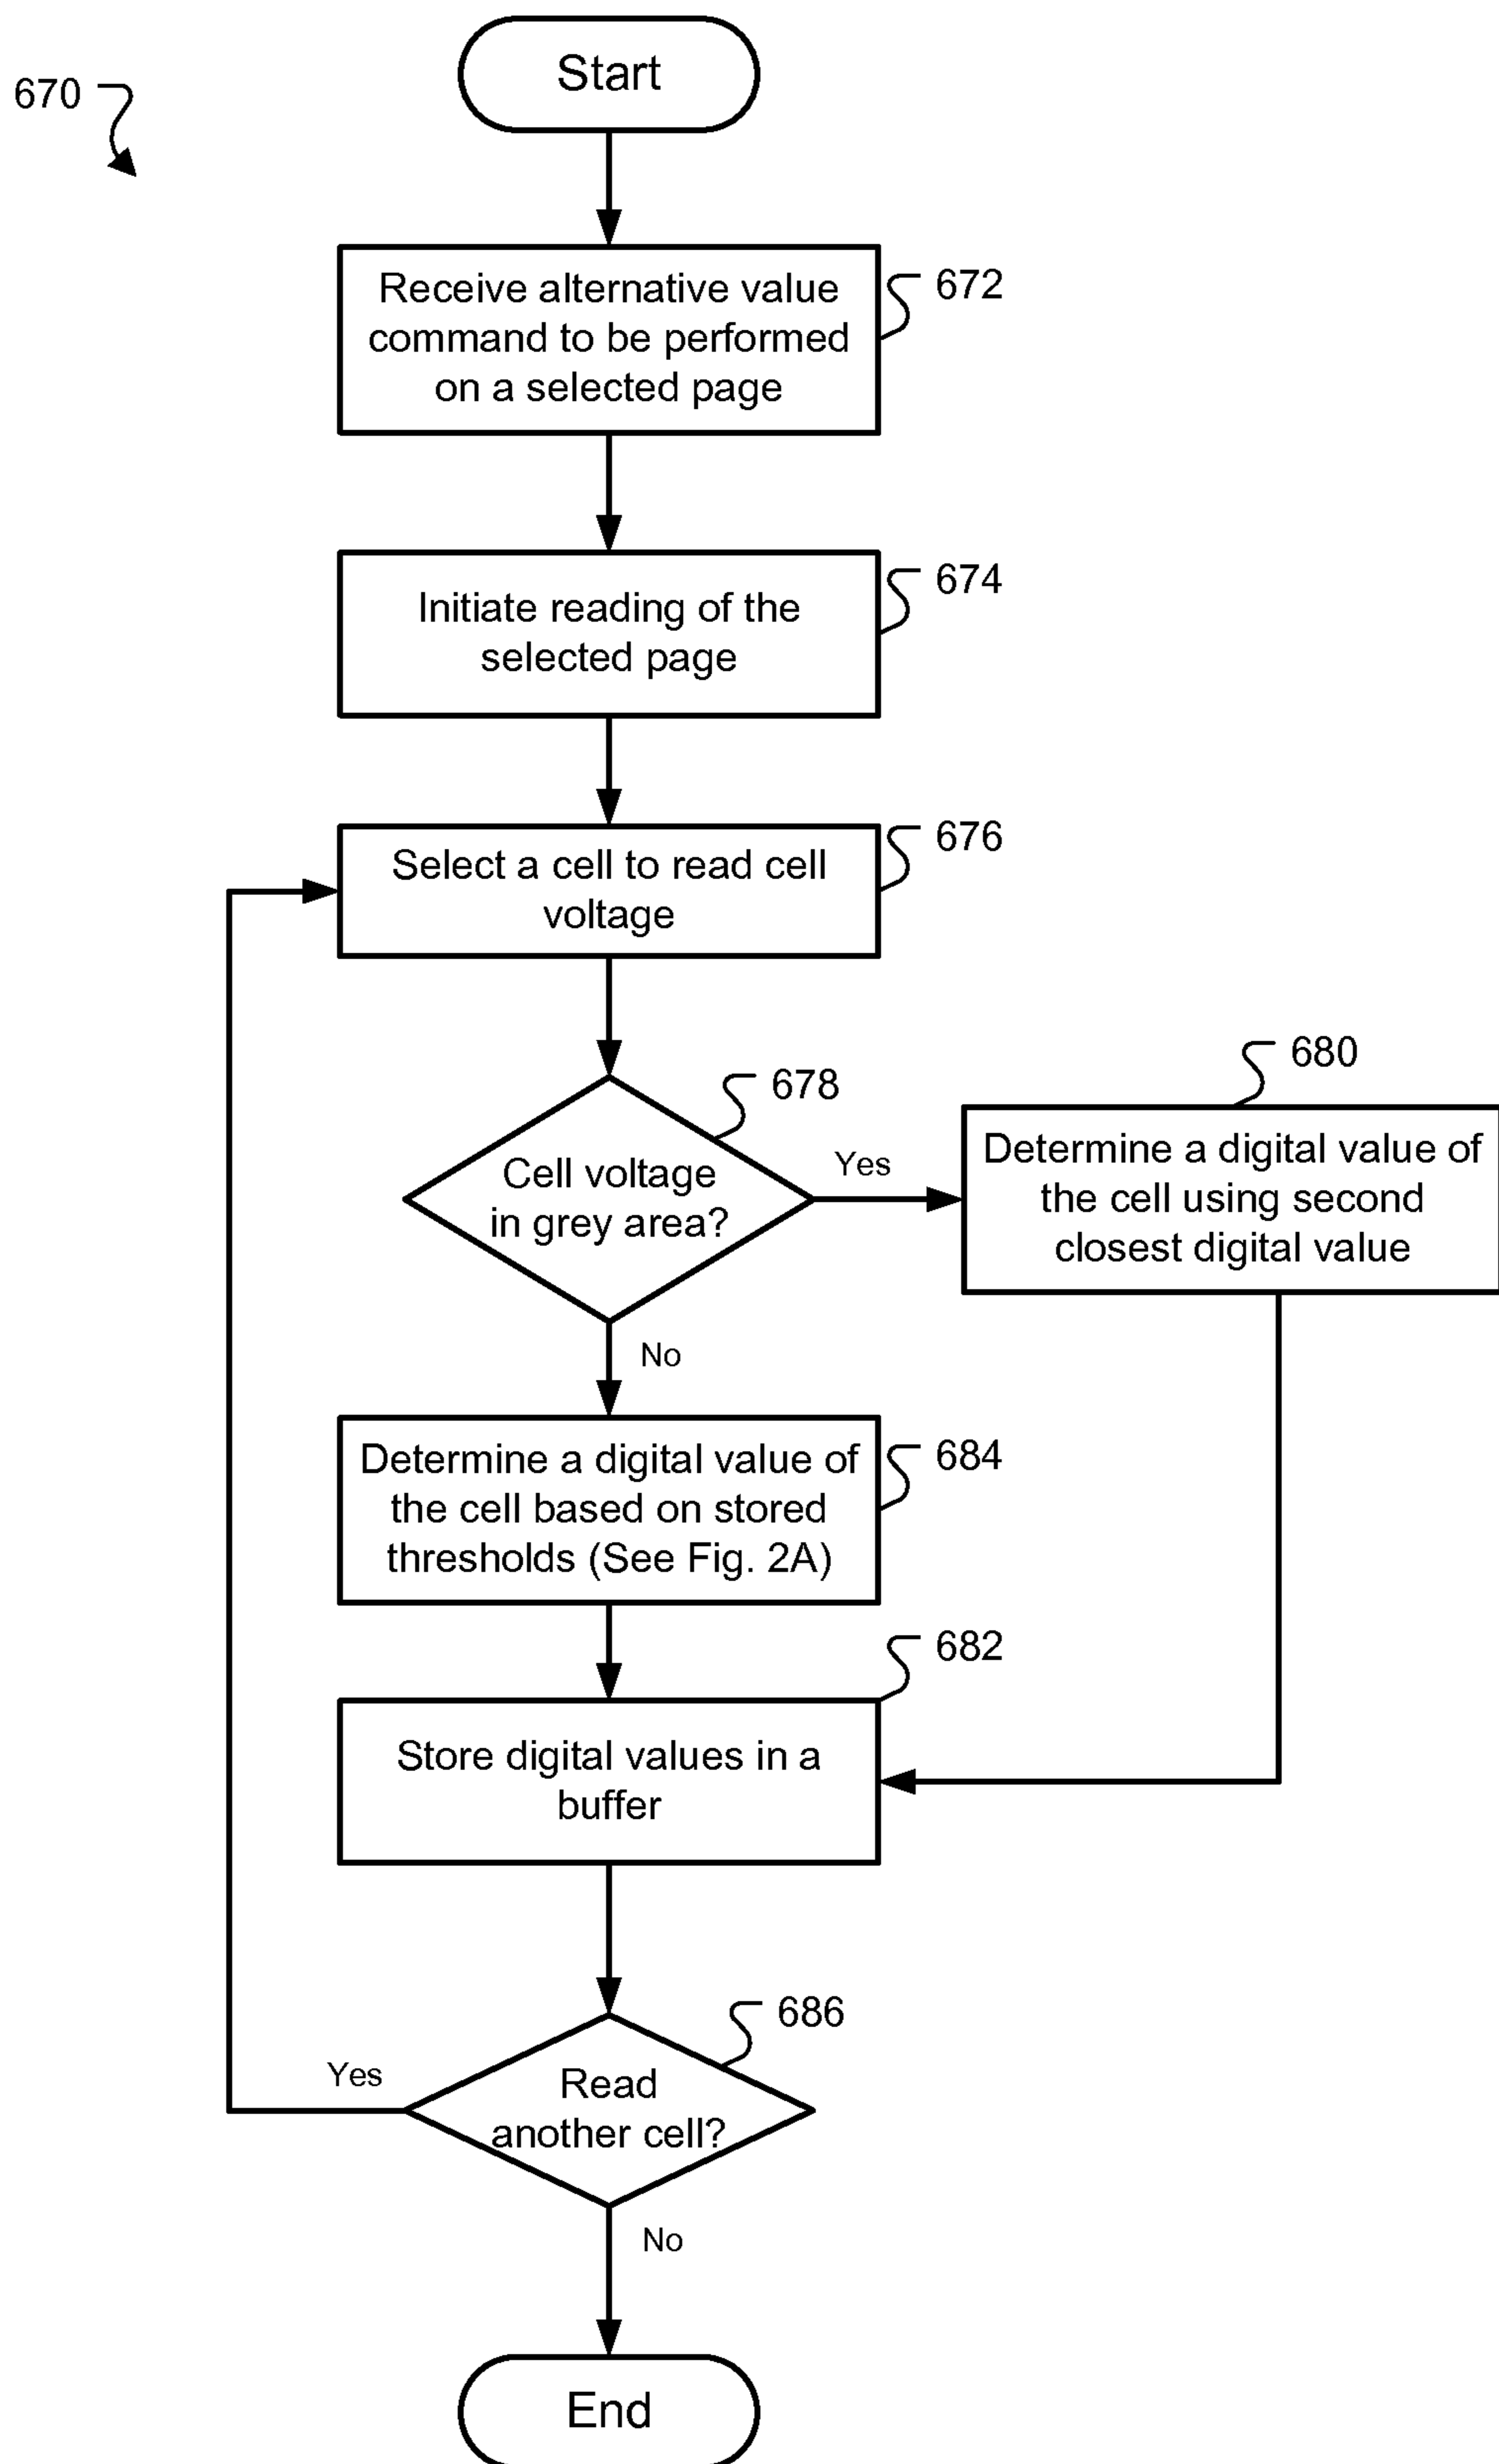 Start
670
Receive alternative value
command to be performed
on a selected page
672
Initiate reading of the
selected page
674
Select a cell to read cell
voltage
676
Cell voltage
in grey area?
678
Yes
680
Determine a digital value of
the cell using second
closest digital value
No
Determine a digital value of
the cell based on stored
thresholds (See Fig. 2A)
684
682
Store digital values in a
buffer
686
Yes
Read
another cell?
No
End